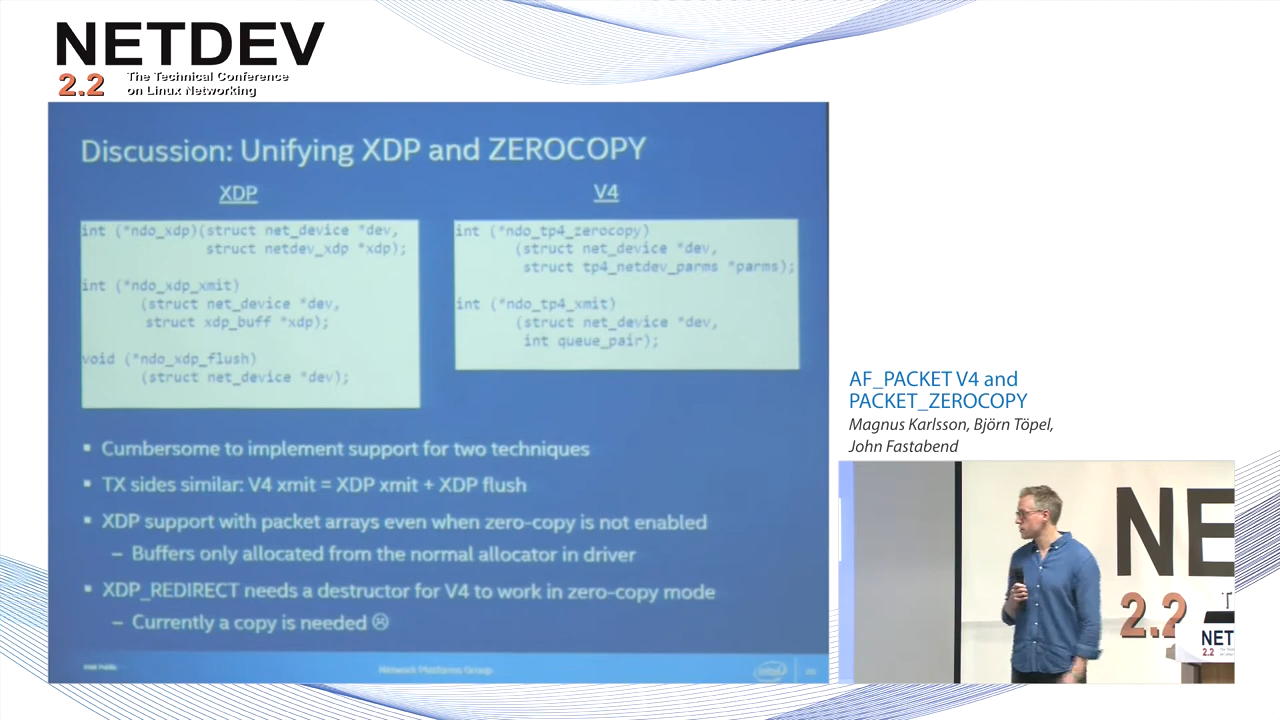 NETDEV
2.2
The Technical Conference
on Linux Networking
Discussion: Unifying XDP and ZEROCOPY
XDP
int (*ndo_xdp)(struct net_device *dev,
struct netdev_xdp *xdp);
int (*ndo_xdp_xmit)
(struct net_device *dev,
struct xdp_buff *xdp);
void (*ndo_xdp_flush)
(struct net_device *dev);
V4
int (*ndo_tp4_zerocopy)
(struct net_device *dev,
struct tp4_netdev_parms *parms);
int (*ndo_tp4_xmit)
(struct net_device *dev,
int queue_pair);
▪ Cumbersome to implement support for two techniques
▪ TX sides similar: V4 xmit = XDP xmit + XDP flush
▪ XDP support with packet arrays even when zero-copy is not enabled
– Buffers only allocated from the normal allocator in driver
▪ XDP_REDIRECT needs a destructor for V4 to work in zero-copy mode
– Currently a copy is needed ☹
Intel Public
Network Platforms Group
intel
AF_PACKET V4 and
PACKET_ZEROCOPY
Magnus Karlsson, Björn Töpel,
John Fastabend
NE
2.2
T
NET
2.2